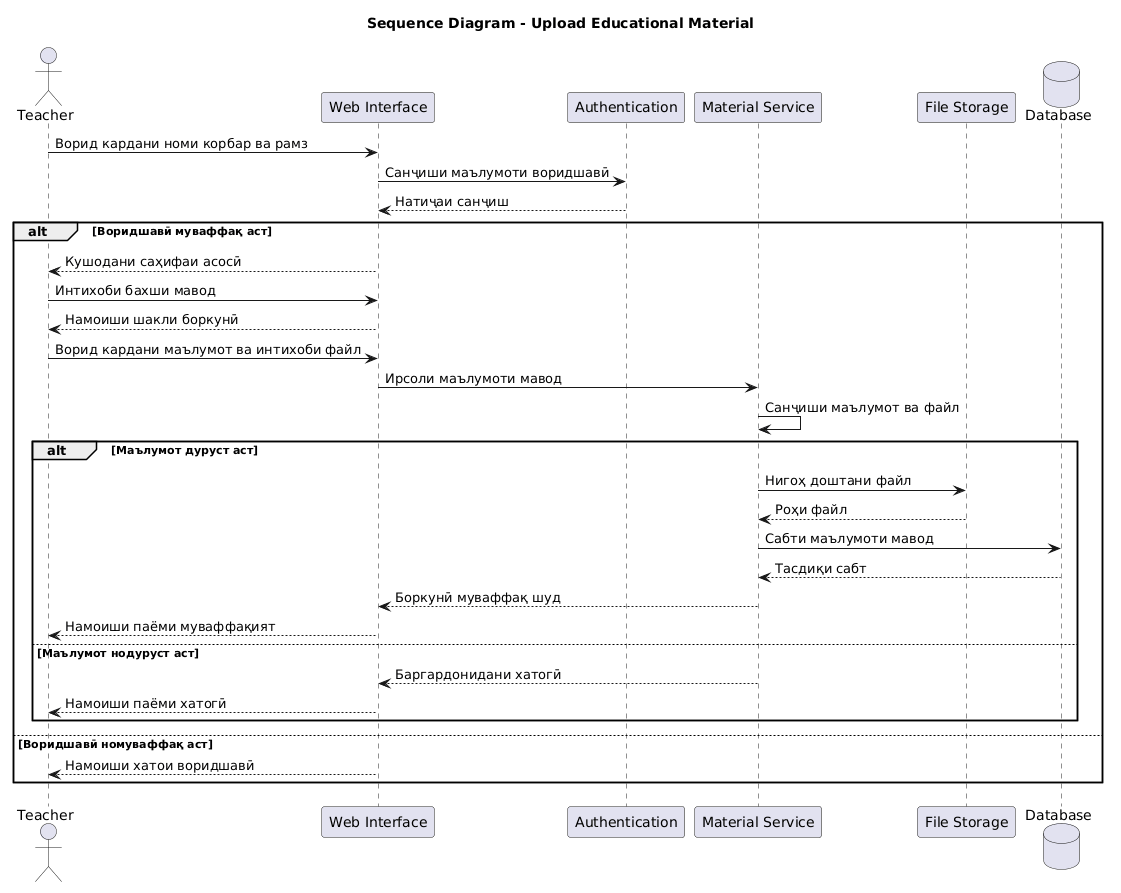 Sequence Diagram - Upload Educational Material
Teacher
Web Interface
Authentication
Material Service
File Storage
Database
Ворид кардани номи корбар ва рамз
Санҷиши маълумоти воридшавӣ
Натиҷаи санҷиш
alt
[Воридшавӣ муваффақ аст]
Кушодани саҳифаи асосӣ
Интихоби бахши мавод
Намоиши шакли боркунӣ
Ворид кардани маълумот ва интихоби файл
Ирсоли маълумоти мавод
Санҷиши маълумот ва файл
alt
[Маълумот дуруст аст]
Нигоҳ доштани файл
Роҳи файл
Сабти маълумоти мавод
Тасдиқи сабт
Боркунӣ муваффақ шуд
Намоиши паёми муваффақият
[Маълумот нодуруст аст]
Баргардонидани хатогӣ
Намоиши паёми хатогӣ
[Воридшавӣ номуваффақ аст]
Намоиши хатои воридшавӣ
Teacher
Web Interface
Authentication
Material Service
File Storage
Database